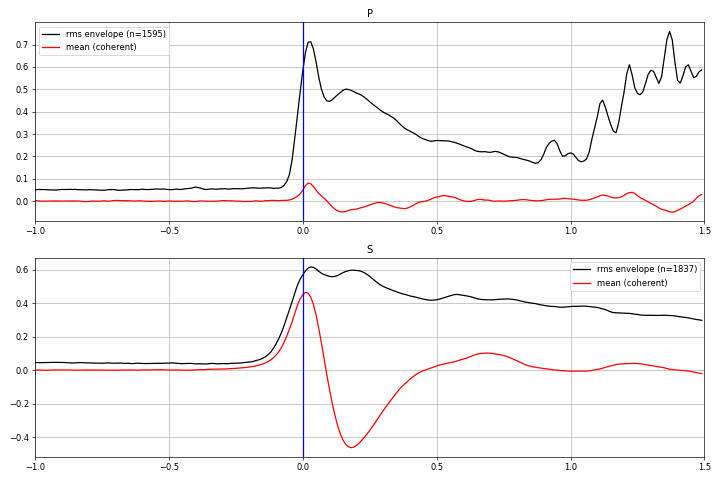 P
rms envelope (n=1595)
mean (coherent)
0.7
0.6
0.5
0.4
0.3
0.2
0.1
0.0
−1.0 −0.5 0.0 0.5 1.0 1.5
S
rms envelope (n=1837)
mean (coherent)
0.6
0.4
0.2
0.0
−0.2
−0.4
−1.0 −0.5 0.0 0.5 1.0 1.5